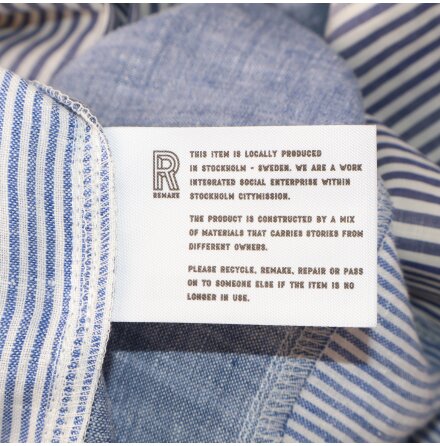 R
REMAKE
THIS ITEM IS LOCALLY PRODUCED
IN STOCKHOLM - SWEDEN. WE ARE A WORK
INTEGRATED SOCIAL ENTERPRISE WITHIN
STOCKHOLM CITYMISSION.
THE PRODUCT IS CONSTRUCTED BY A MIX
OF MATERIALS THAT CARRIES STORIES FROM
DIFFERENT OWNERS.
PLEASE RECYCLE, REMAKE, REPAIR OR PASS
ON TO SOMEONE ELSE IF THE ITEM IS NO
LONGER IN USE.